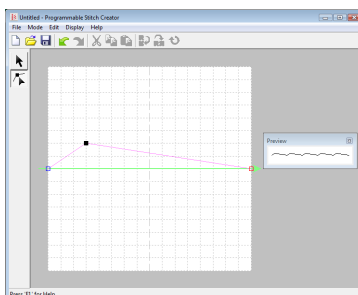 Untitled - Programmable Stitch Creator
File Mode Edit Display Help
Preview
Press 'F1' for Help